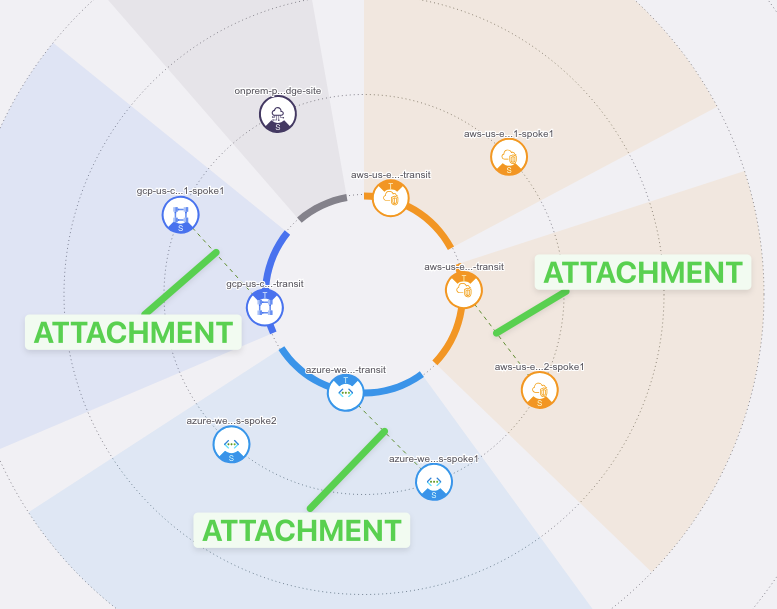 onprem-p...dge-site
S
aws-us-e...1-spoke1
S
aws-us-e...-transit
T
gcp-us-c...1-spoke1
S
aws-us-e...-transit
T
ATTACHMENT
gcp-us-c...-transit
T
ATTACHMENT
aws-us-e...2-spoke1
S
azure-we...-transit
T
azure-we...s-spoke2
S
azure-we...s-spoke1
S
ATTACHMENT